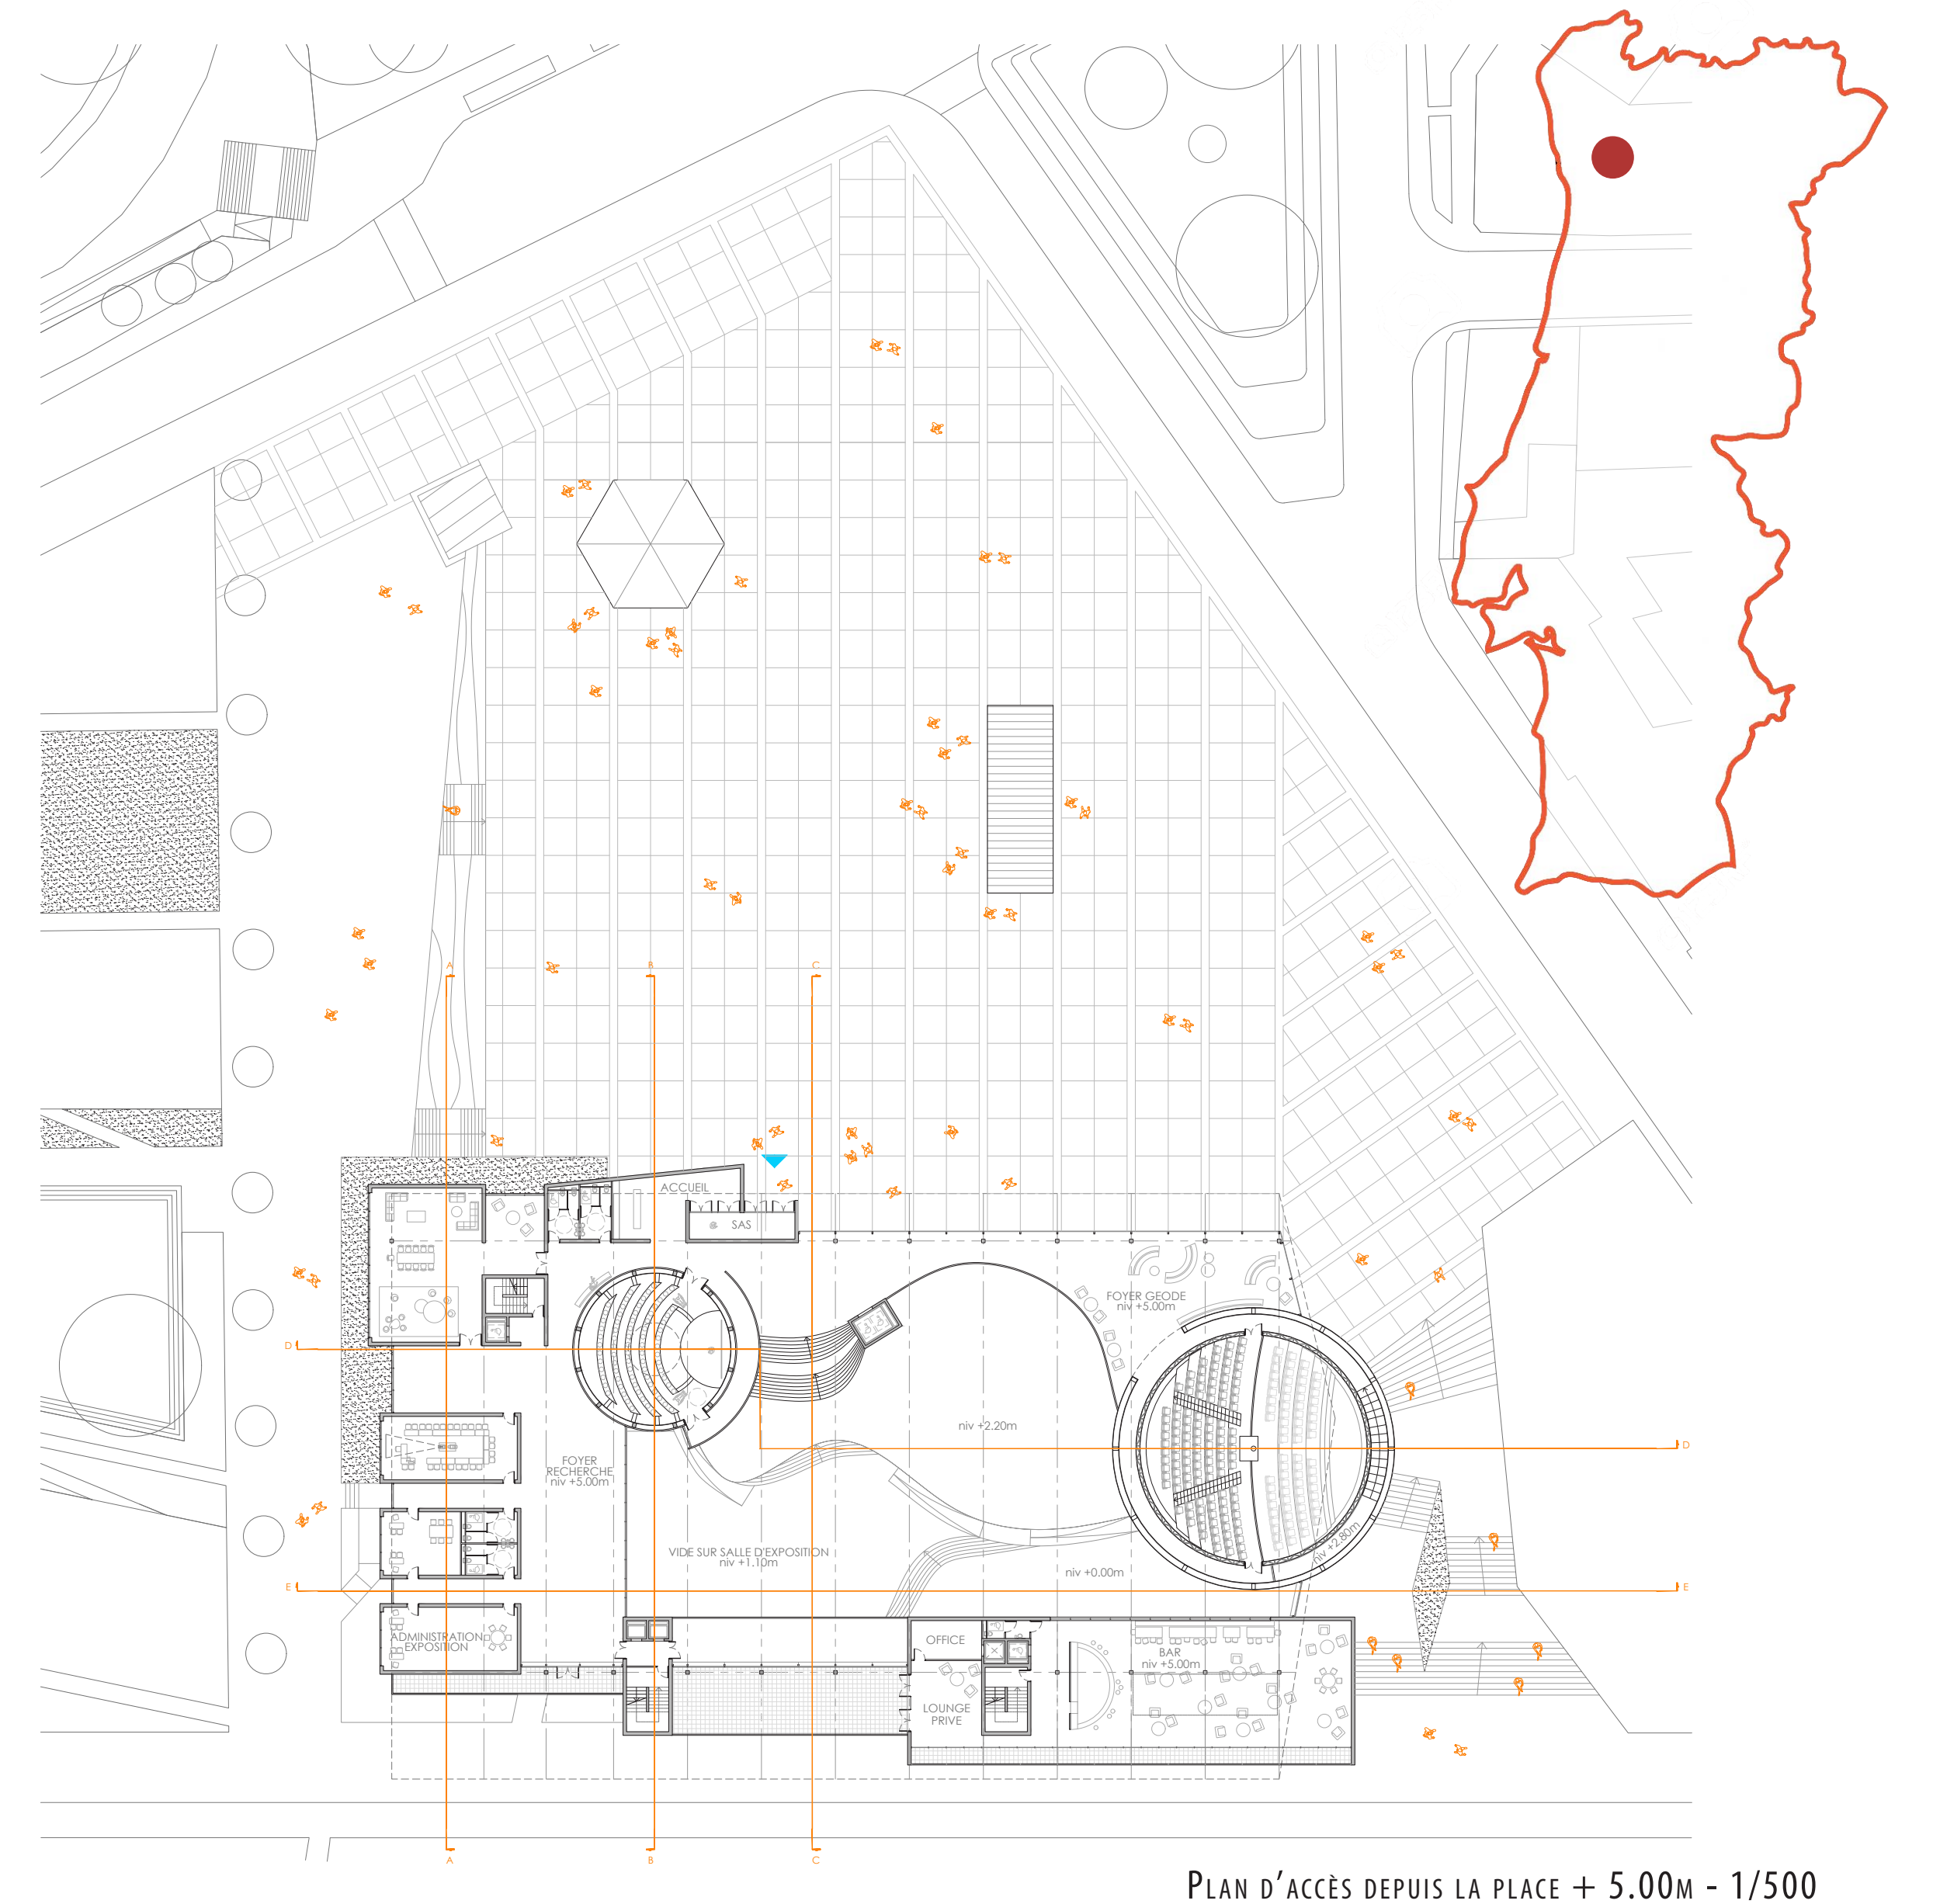 A
B
C
ACCUEIL
SAS
FOYER GEODE
niv +5.00m
D
niv +2.20m
D
FOYER
RECHERCHE
niv +5.00m
VIDE SUR SALLE D'EXPOSITION
niv +1.10m
niv +2.80m
niv +0.00m
E
E
ADMINISTRATION
EXPOSITION
OFFICE
BAR
niv +5.00m
LOUNGE
PRIVE
A
B
C
PLAN D'ACCÈS DEPUIS LA PLACE + 5.00M - 1/500